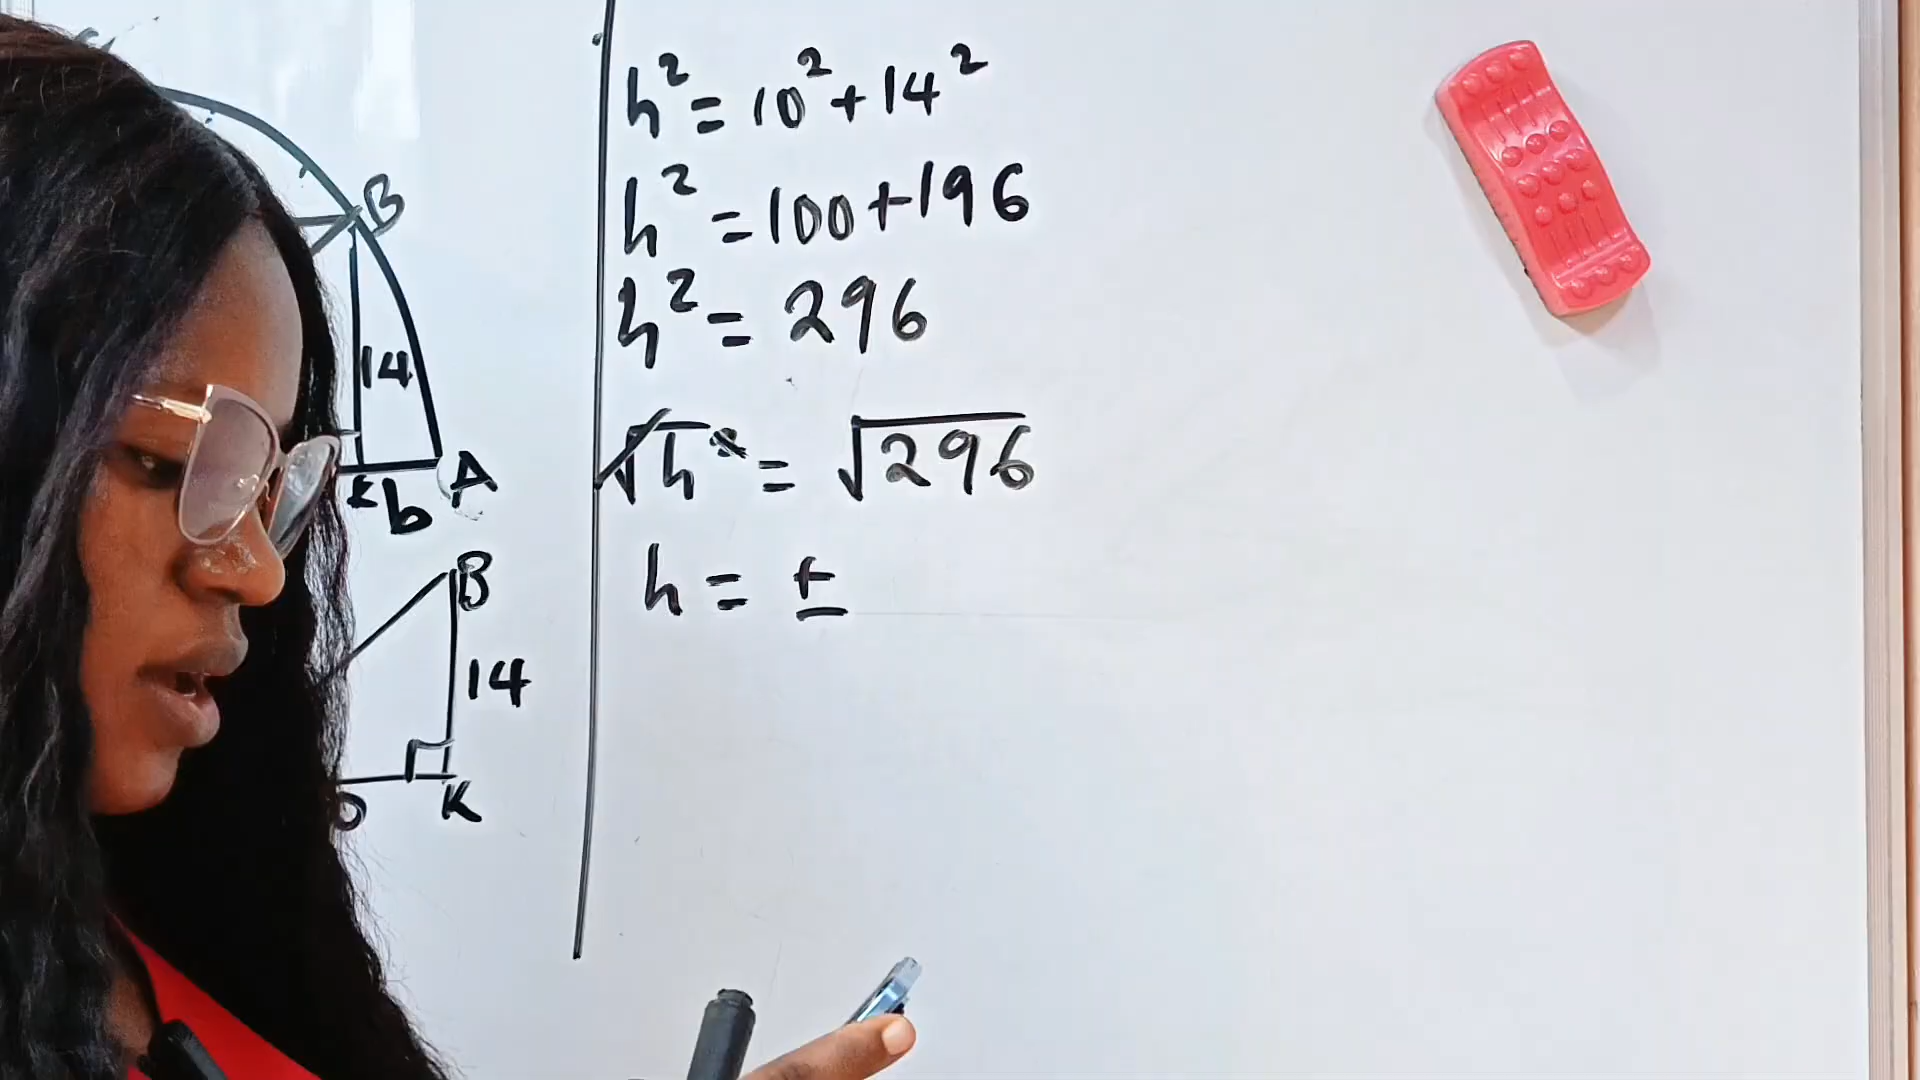 B
14
K b A
B
14
O K
h² = 10² + 14²
h² = 100 + 196
h² = 296
√h² = √296
h = ±